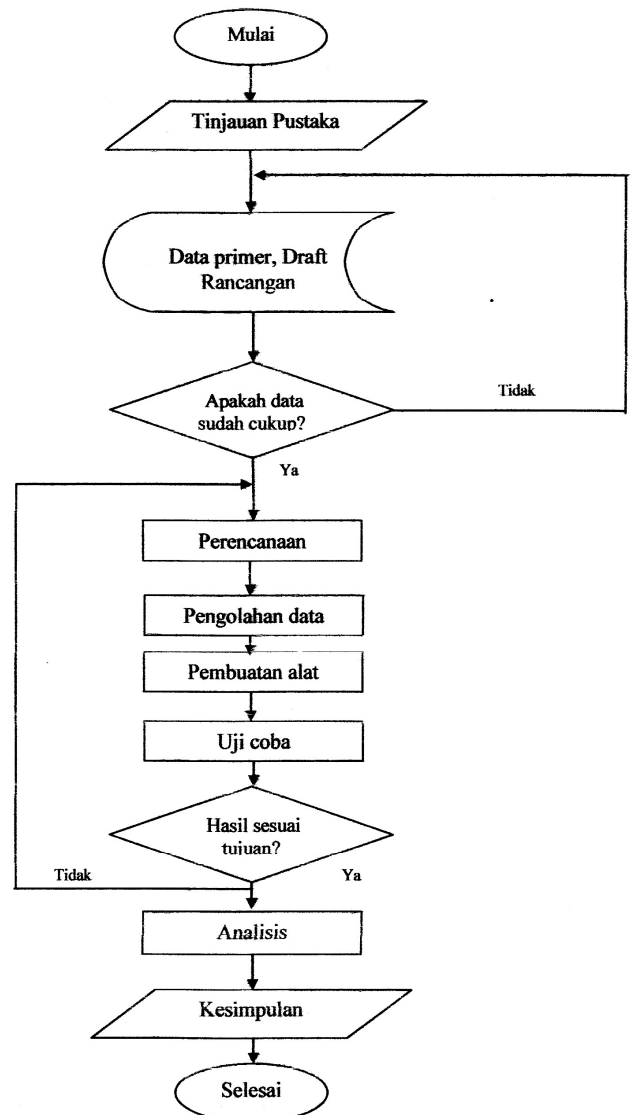 Mulai
Tinjauan Pustaka
Data primer, Draft
Rancangan
Apakah data
sudah cukup?
Tidak
Ya
Perencanaan
Pengolahan data
Pembuatan alat
Uji coba
Hasil sesuai
tujuan?
Tidak
Ya
Analisis
Kesimpulan
Selesai